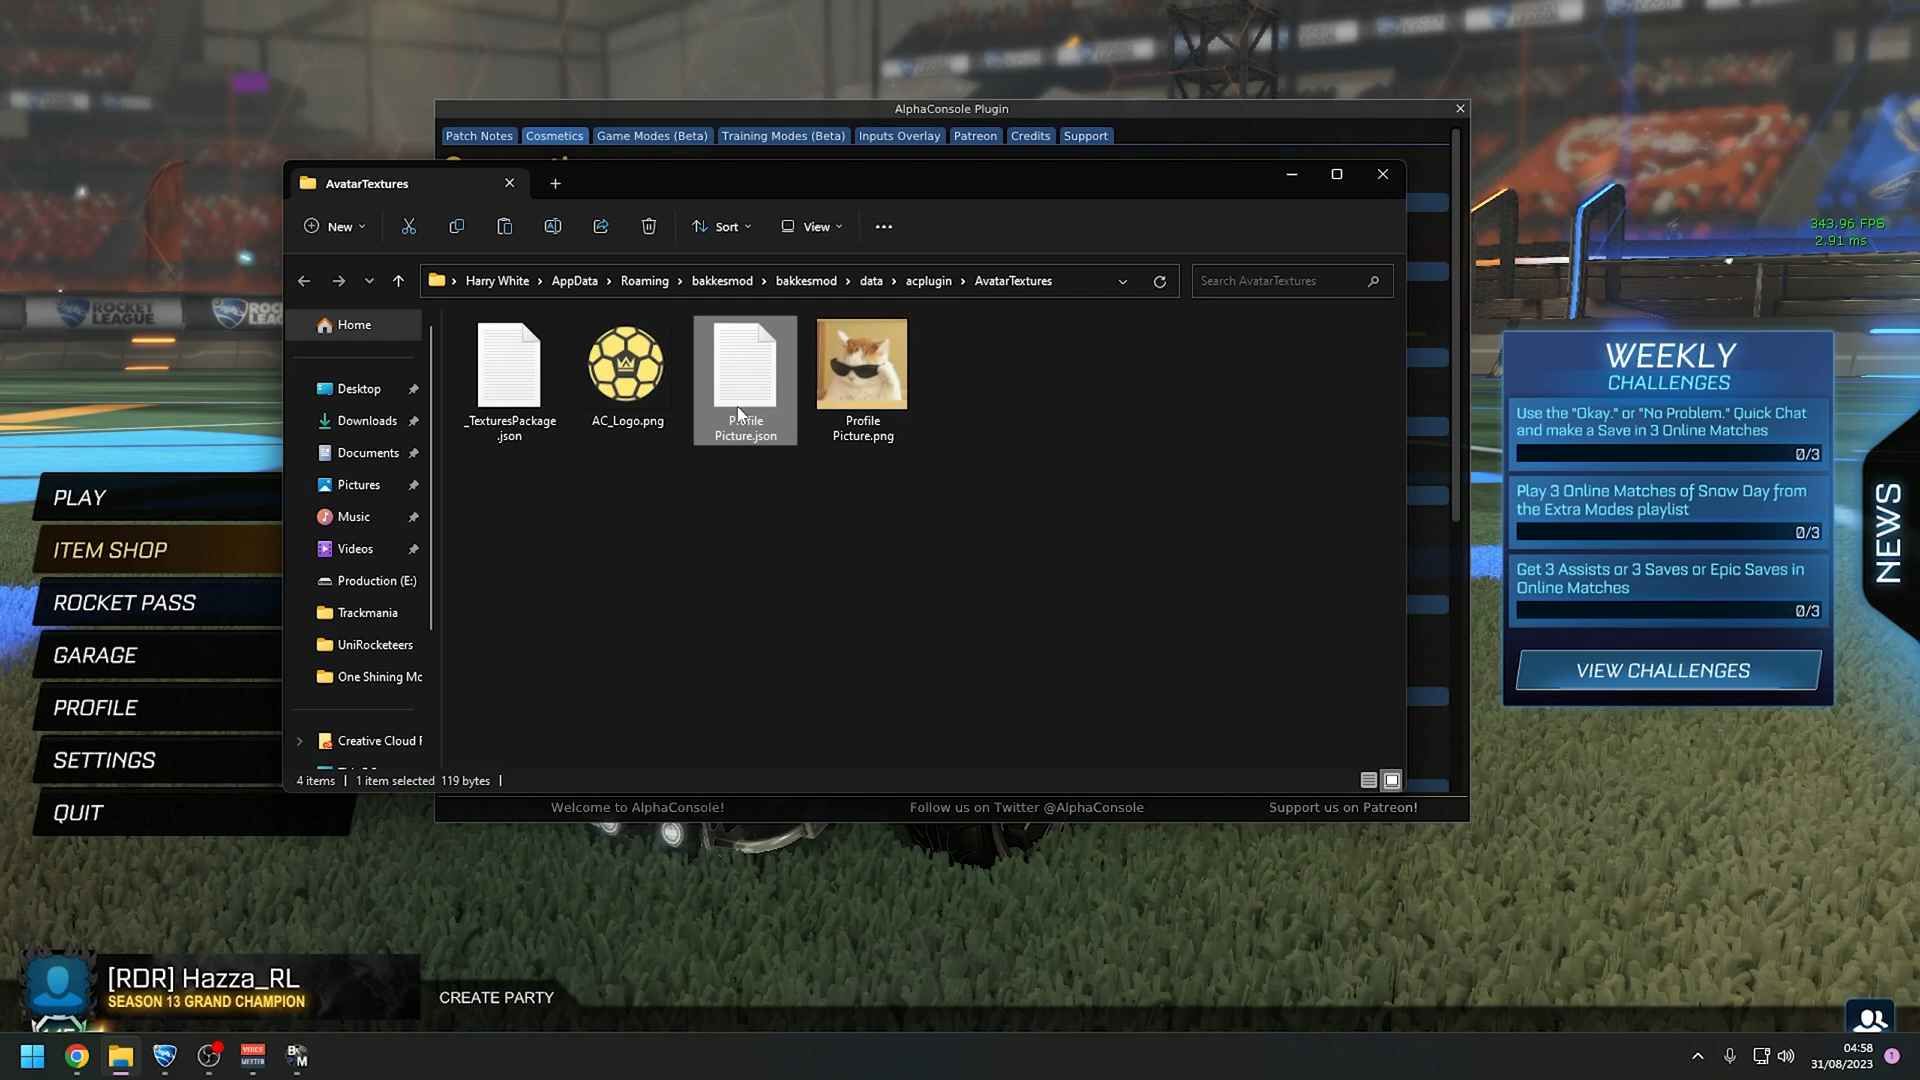 AlphaConsole Plugin
Patch Notes
Cosmetics
Game Modes (Beta)
Training Modes (Beta)
Inputs Overlay
Patreon
Credits
Support
AvatarTextures
New
Sort
View
Harry White
AppData
Roaming
bakkesmod
bakkesmod
data
acplugin
AvatarTextures
Search AvatarTextures
Home
Desktop
Downloads
Documents
Pictures
Music
Videos
Production (E:)
Trackmania
UniRocketeers
One Shining Mc
Creative Cloud F
_TexturesPackage
.json
AC_Logo.png
Profile
Picture.json
Profile
Picture.png
4 items
1 item selected
119 bytes
Welcome to AlphaConsole!
Follow us on Twitter @AlphaConsole
Support us on Patreon!
343.96 FPS
2.91 ms
ROCKET
LEAGUE
PLAY
ITEM SHOP
ROCKET PASS
GARAGE
PROFILE
SETTINGS
QUIT
WEEKLY
CHALLENGES
Use the "Okay." or "No Problem." Quick Chat
and make a Save in 3 Online Matches
0/3
Play 3 Online Matches of Snow Day from
the Extra Modes playlist
0/3
Get 3 Assists or 3 Saves or Epic Saves in
Online Matches
0/3
VIEW CHALLENGES
NEWS
[RDR] Hazza_RL
SEASON 13 GRAND CHAMPION
CREATE PARTY
VOICE
MEETER
04:58
31/08/2023
1